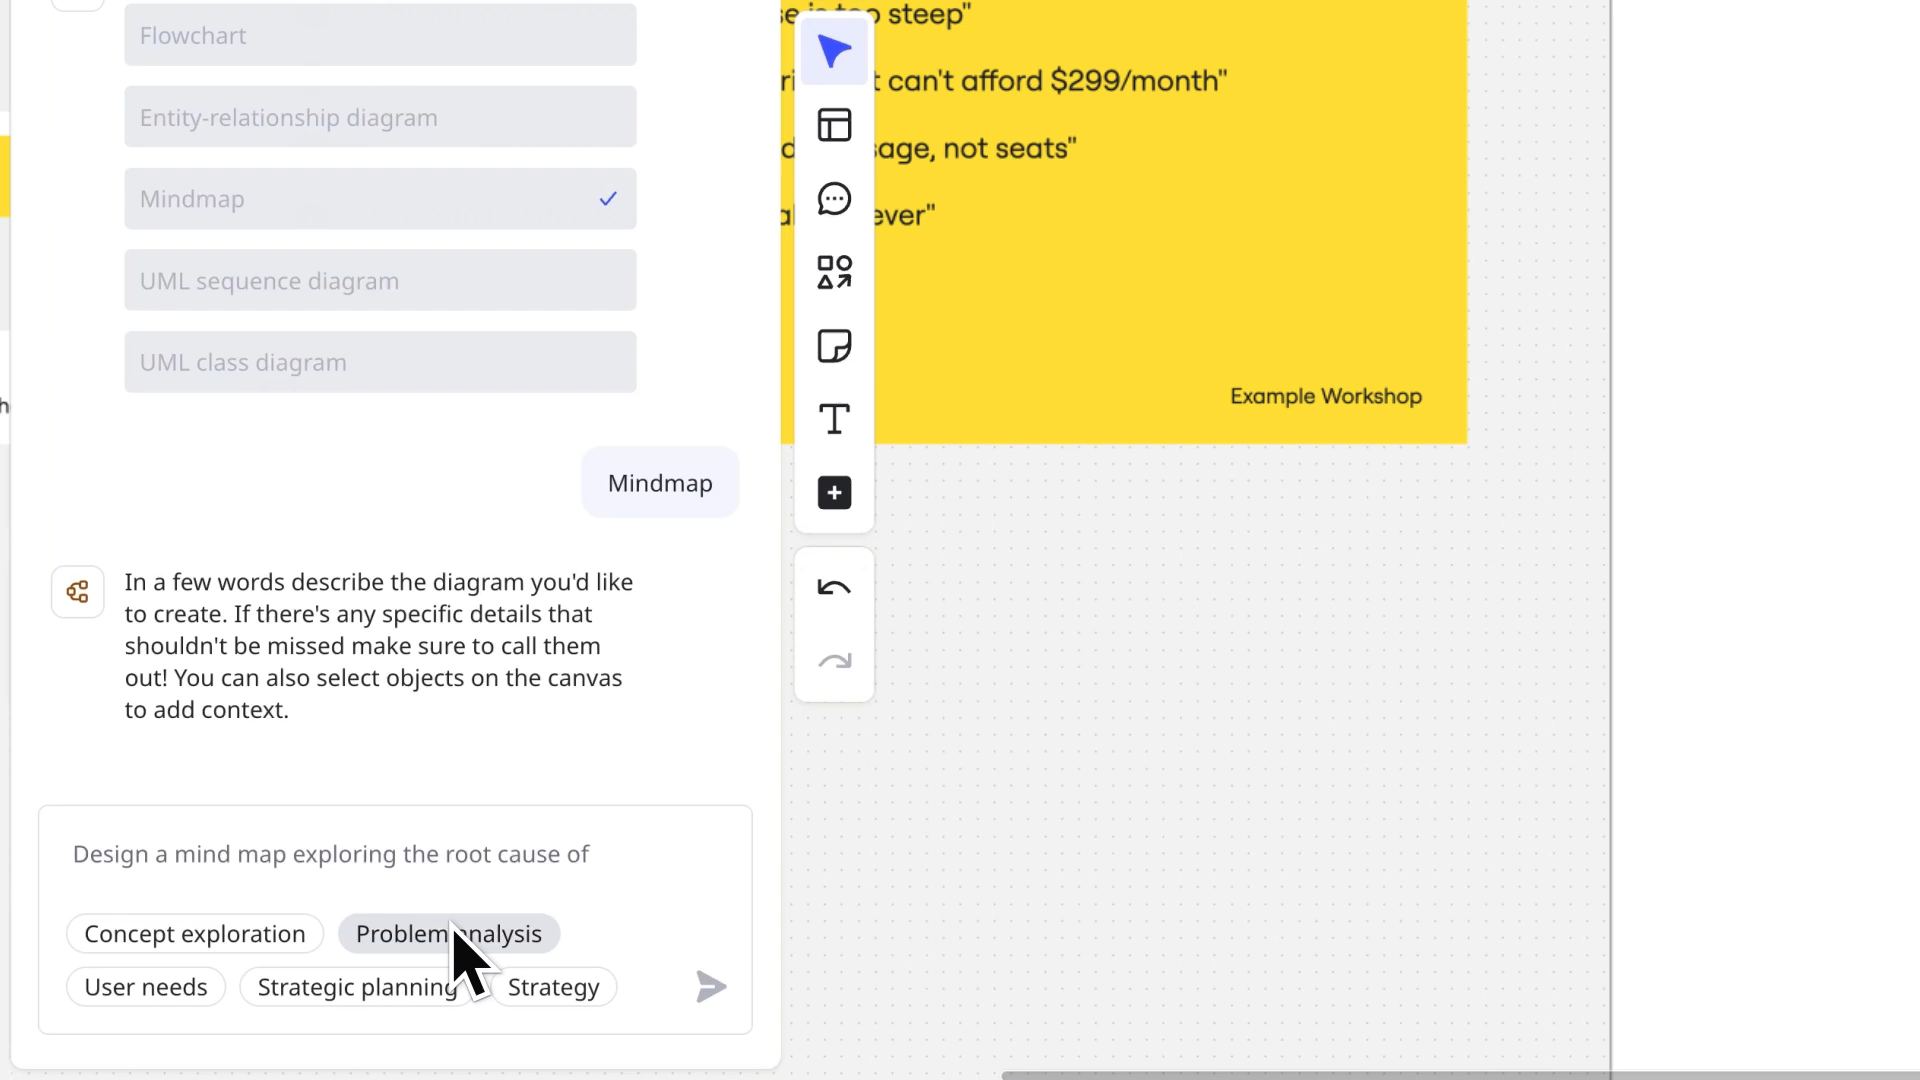 Flowchart
Entity-relationship diagram
Mindmap
UML sequence diagram
UML class diagram
Mindmap
In a few words describe the diagram you'd like
to create. If there's any specific details that
shouldn't be missed make sure to call them
out! You can also select objects on the canvas
to add context.
Design a mind map exploring the root cause of
Concept exploration
Problem analysis
User needs
Strategic planning
Strategy
steep"
can't afford $299/month"
not seats"
Example Workshop